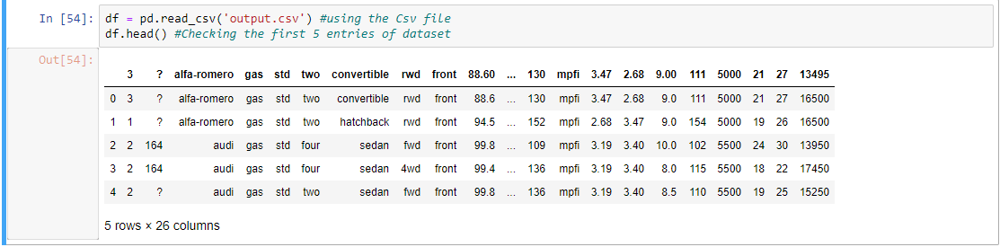 In [54]: df = pd.read_csv('output.csv') #using the Csv file
df.head() #Checking the first 5 entries of dataset
Out[54]:
3 ? alfa-romero gas std two convertible rwd front 88.60 ... 130 mpfi 3.47 2.68 9.00 111 5000 21 27 13495
0 3 ? alfa-romero gas std two convertible rwd front 88.6 ... 130 mpfi 3.47 2.68 9.0 111 5000 21 27 16500
1 1 ? alfa-romero gas std two hatchback rwd front 94.5 ... 152 mpfi 2.68 3.47 9.0 154 5000 19 26 16500
2 2 164 audi gas std four sedan fwd front 99.8 ... 109 mpfi 3.19 3.40 10.0 102 5500 24 30 13950
3 2 164 audi gas std four sedan 4wd front 99.4 ... 136 mpfi 3.19 3.40 8.0 115 5500 18 22 17450
4 2 ? audi gas std two sedan fwd front 99.8 ... 136 mpfi 3.19 3.40 8.5 110 5500 19 25 15250
5 rows × 26 columns